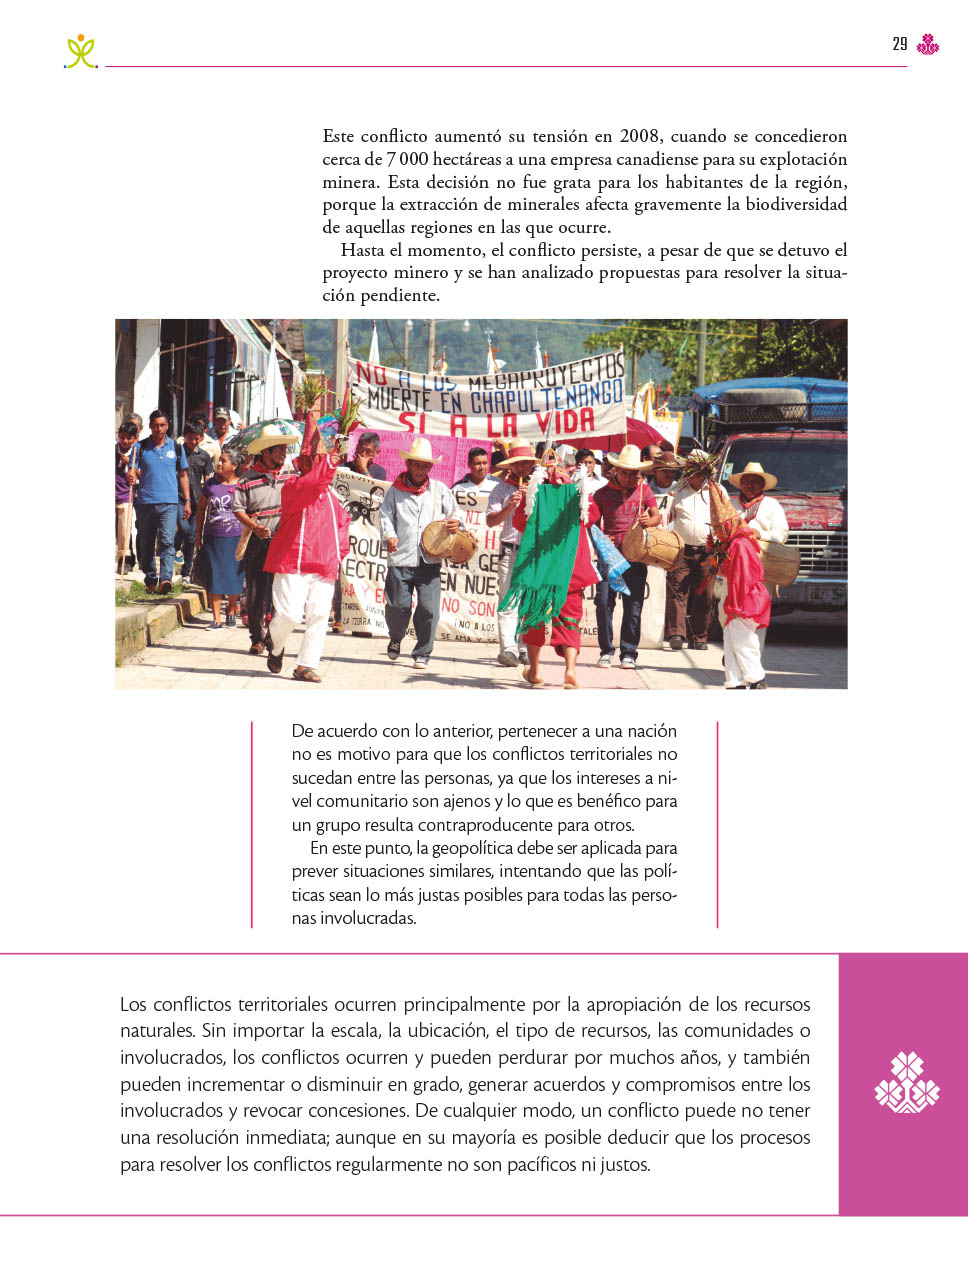 29
Este conflicto aumentó su tensión en 2008, cuando se concedieron
cerca de 7 000 hectáreas a una empresa canadiense para su explotación
minera. Esta decisión no fue grata para los habitantes de la región,
porque la extracción de minerales afecta gravemente la biodiversidad
de aquellas regiones en las que ocurre.
Hasta el momento, el conflicto persiste, a pesar de que se detuvo el
proyecto minero y se han analizado propuestas para resolver la situa-
ción pendiente.
NO A LOS MEGAPROYECTOS
MUERTE EN CHAPULTENANGO
SI A LA VIDA
De acuerdo con lo anterior, pertenecer a una nación
no es motivo para que los conflictos territoriales no
sucedan entre las personas, ya que los intereses a ni-
vel comunitario son ajenos y lo que es benéfico para
un grupo resulta contraproducente para otros.
En este punto, la geopolítica debe ser aplicada para
prever situaciones similares, intentando que las polí-
ticas sean lo más justas posibles para todas las perso-
nas involucradas.
Los conflictos territoriales ocurren principalmente por la apropiación de los recursos
naturales. Sin importar la escala, la ubicación, el tipo de recursos, las comunidades o
involucrados, los conflictos ocurren y pueden perdurar por muchos años, y también
pueden incrementar o disminuir en grado, generar acuerdos y compromisos entre los
involucrados y revocar concesiones. De cualquier modo, un conflicto puede no tener
una resolución inmediata; aunque en su mayoría es posible deducir que los procesos
para resolver los conflictos regularmente no son pacíficos ni justos.